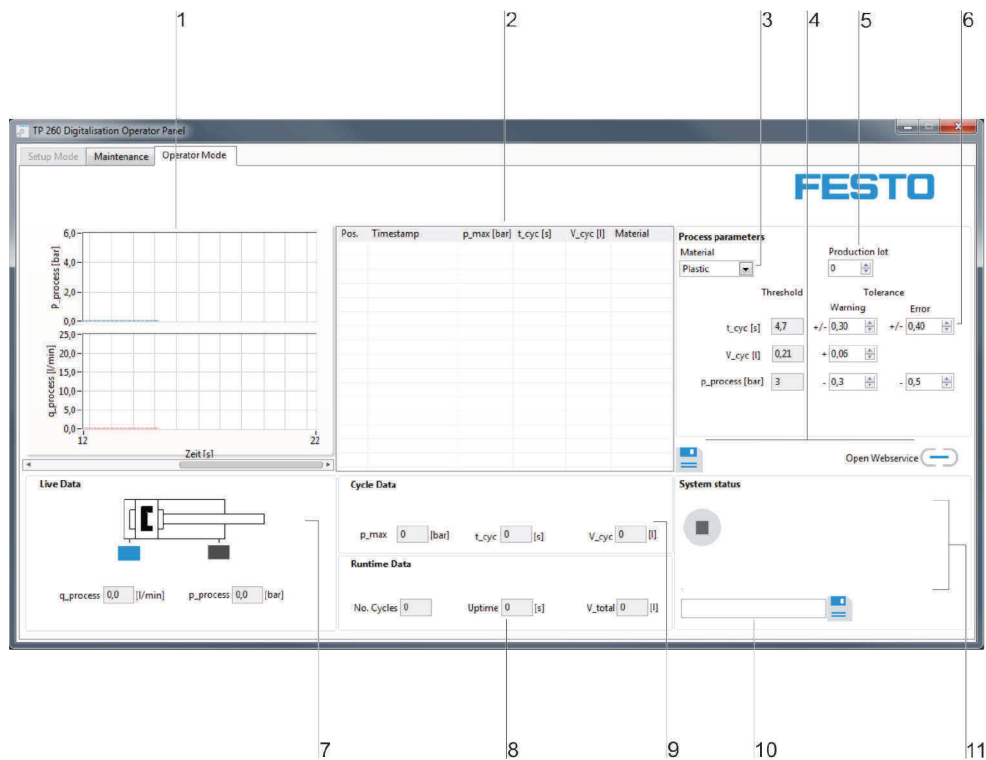 1 2 3 4 5 6
TP 260 Digitalisation Operator Panel
Setup Mode Maintenance Operator Mode
FESTO
6,0
4,0
2,0
0,0
P_process [bar]
25,0
20,0
15,0
10,0
5,0
0,0
q_process [l/min]
12 22
Zeit [s]
Pos. Timestamp p_max [bar] t_cyc [s] V_cyc [l] Material
Process parameters
Material Production lot
Plastic 0
Threshold Tolerance
Warning Error
t_cyc [s] 4,7 +/- 0,30 +/- 0,40
V_cyc [l] 0,21 + 0,06
p_process [bar] 3 - 0,3 - 0,5
Open Webservice
Live Data
q_process 0,0 [l/min] p_process 0,0 [bar]
Cycle Data
p_max 0 [bar] t_cyc 0 [s] V_cyc 0 [l]
Runtime Data
No. Cycles 0 Uptime 0 [s] V_total 0 [l]
System status
7 8 9 10 11